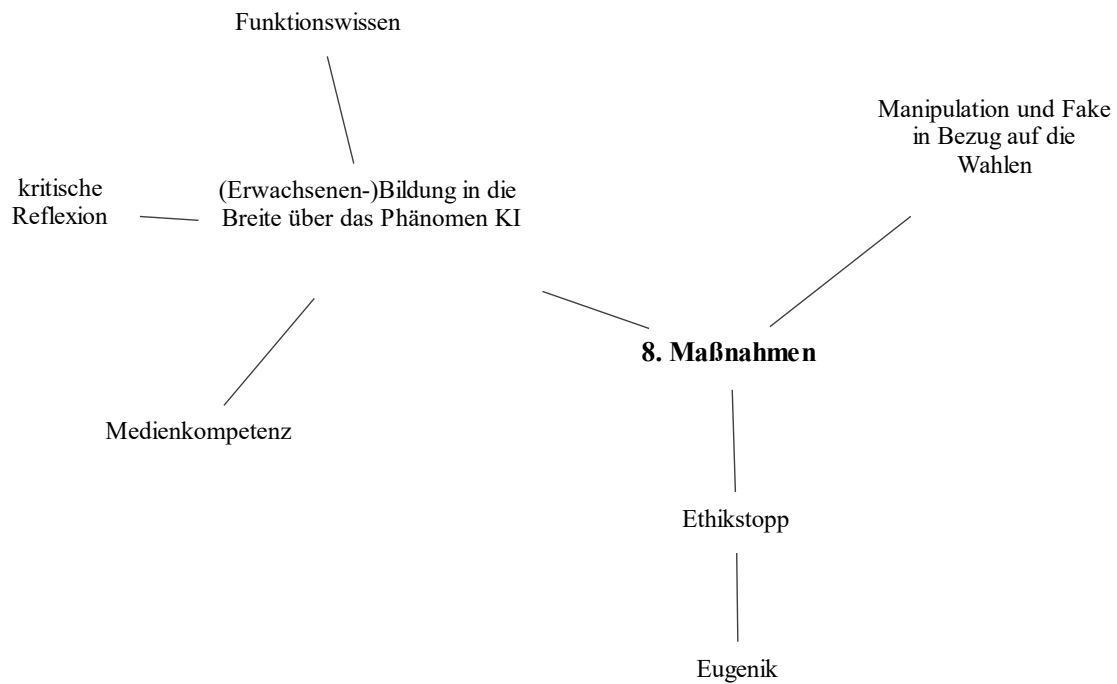 Funktionswissen
Manipulation und Fake
in Bezug auf die
Wahlen
kritische
Reflexion
(Erwachsenen-)Bildung in die
Breite über das Phänomen KI
8. Maßnahmen
Medienkompetenz
Ethikstopp
Eugenik